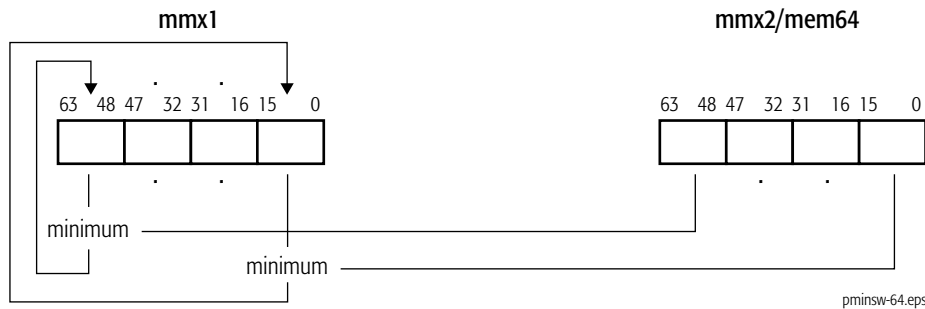 mmx1 mmx2/mem64
63 48 47 32 31 16 15 0 63 48 47 32 31 16 15 0
minimum
minimum
pminsw-64.eps